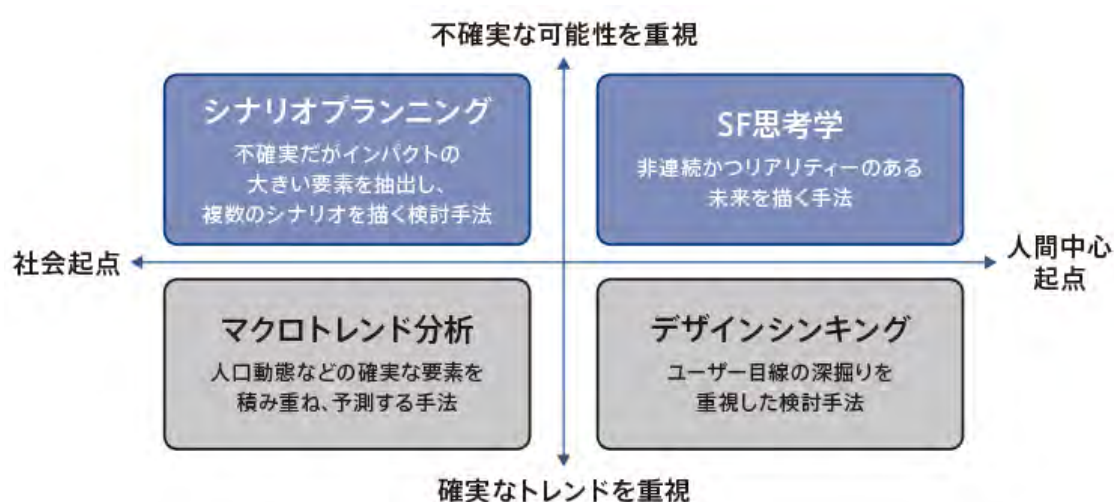 不確実な可能性を重視
シナリオプランニング
不確実だがインパクトの
大きい要素を抽出し、
複数のシナリオを描く検討手法
SF思考学
非連続かつリアリティーのある
未来を描く手法
社会起点
人間中心
起点
マクロトレンド分析
人口動態などの確実な要素を
積み重ね、予測する手法
デザインシンキング
ユーザー目線の深掘りを
重視した検討手法
確実なトレンドを重視